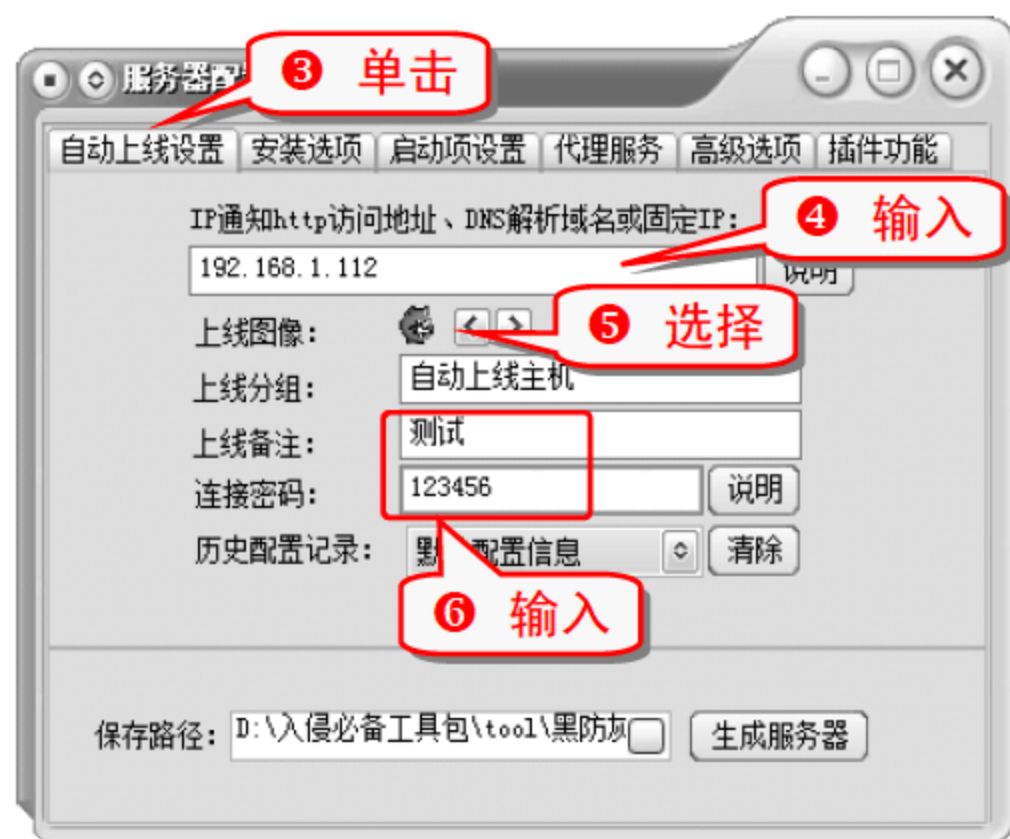 服务器配
❸ 单击
自动上线设置 安装选项 启动项设置 代理服务 高级选项 插件功能
IP通知http访问地址、DNS解析域名或固定IP:
❹ 输入
192.168.1.112
说明
上线图像:
❺ 选择
上线分组: 自动上线主机
上线备注: 测试
连接密码: 123456 说明
历史配置记录: 配置信息 清除
❻ 输入
保存路径: D:\入侵必备工具包\tool\黑防灰 生成服务器